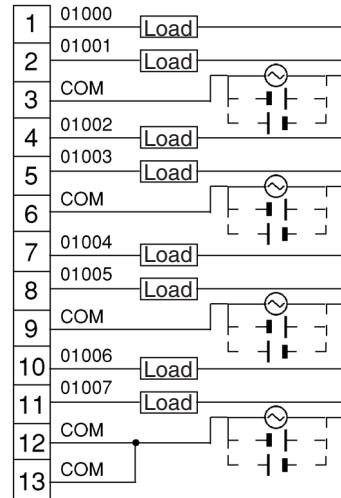 1 01000 Load
2 01001 Load
3 COM
4 01002 Load
5 01003 Load
6 COM
7 01004 Load
8 01005 Load
9 COM
10 01006 Load
11 01007 Load
12 COM
13 COM